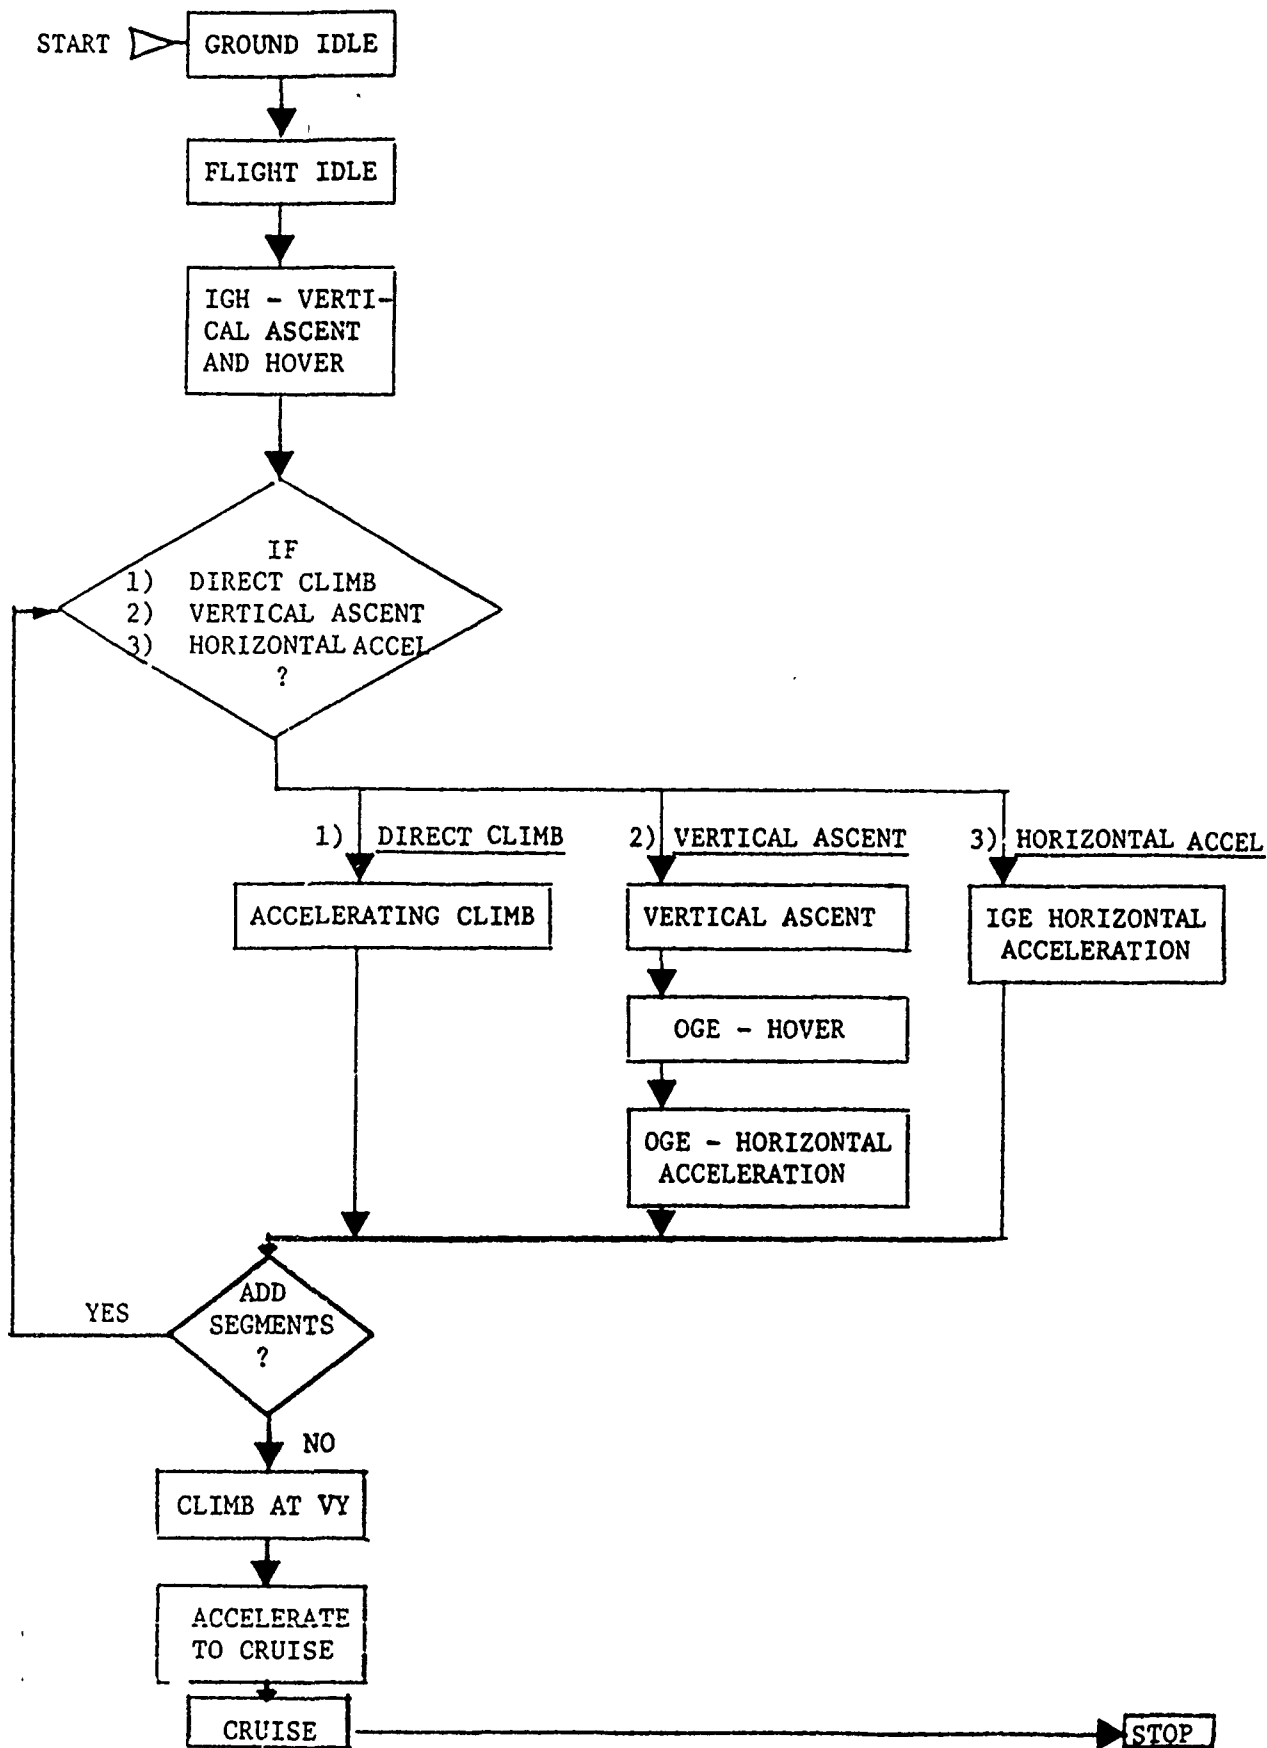 START
GROUND IDLE
FLIGHT IDLE
IGH - VERTI-
CAL ASCENT
AND HOVER
IF
1) DIRECT CLIMB
2) VERTICAL ASCENT
3) HORIZONTAL ACCEL
?
1) DIRECT CLIMB
2) VERTICAL ASCENT
3) HORIZONTAL ACCEL
ACCELERATING CLIMB
VERTICAL ASCENT
IGE HORIZONTAL
ACCELERATION
OGE - HOVER
OGE - HORIZONTAL
ACCELERATION
ADD
SEGMENTS
?
YES
NO
CLIMB AT VY
ACCELERATE
TO CRUISE
CRUISE
STOP